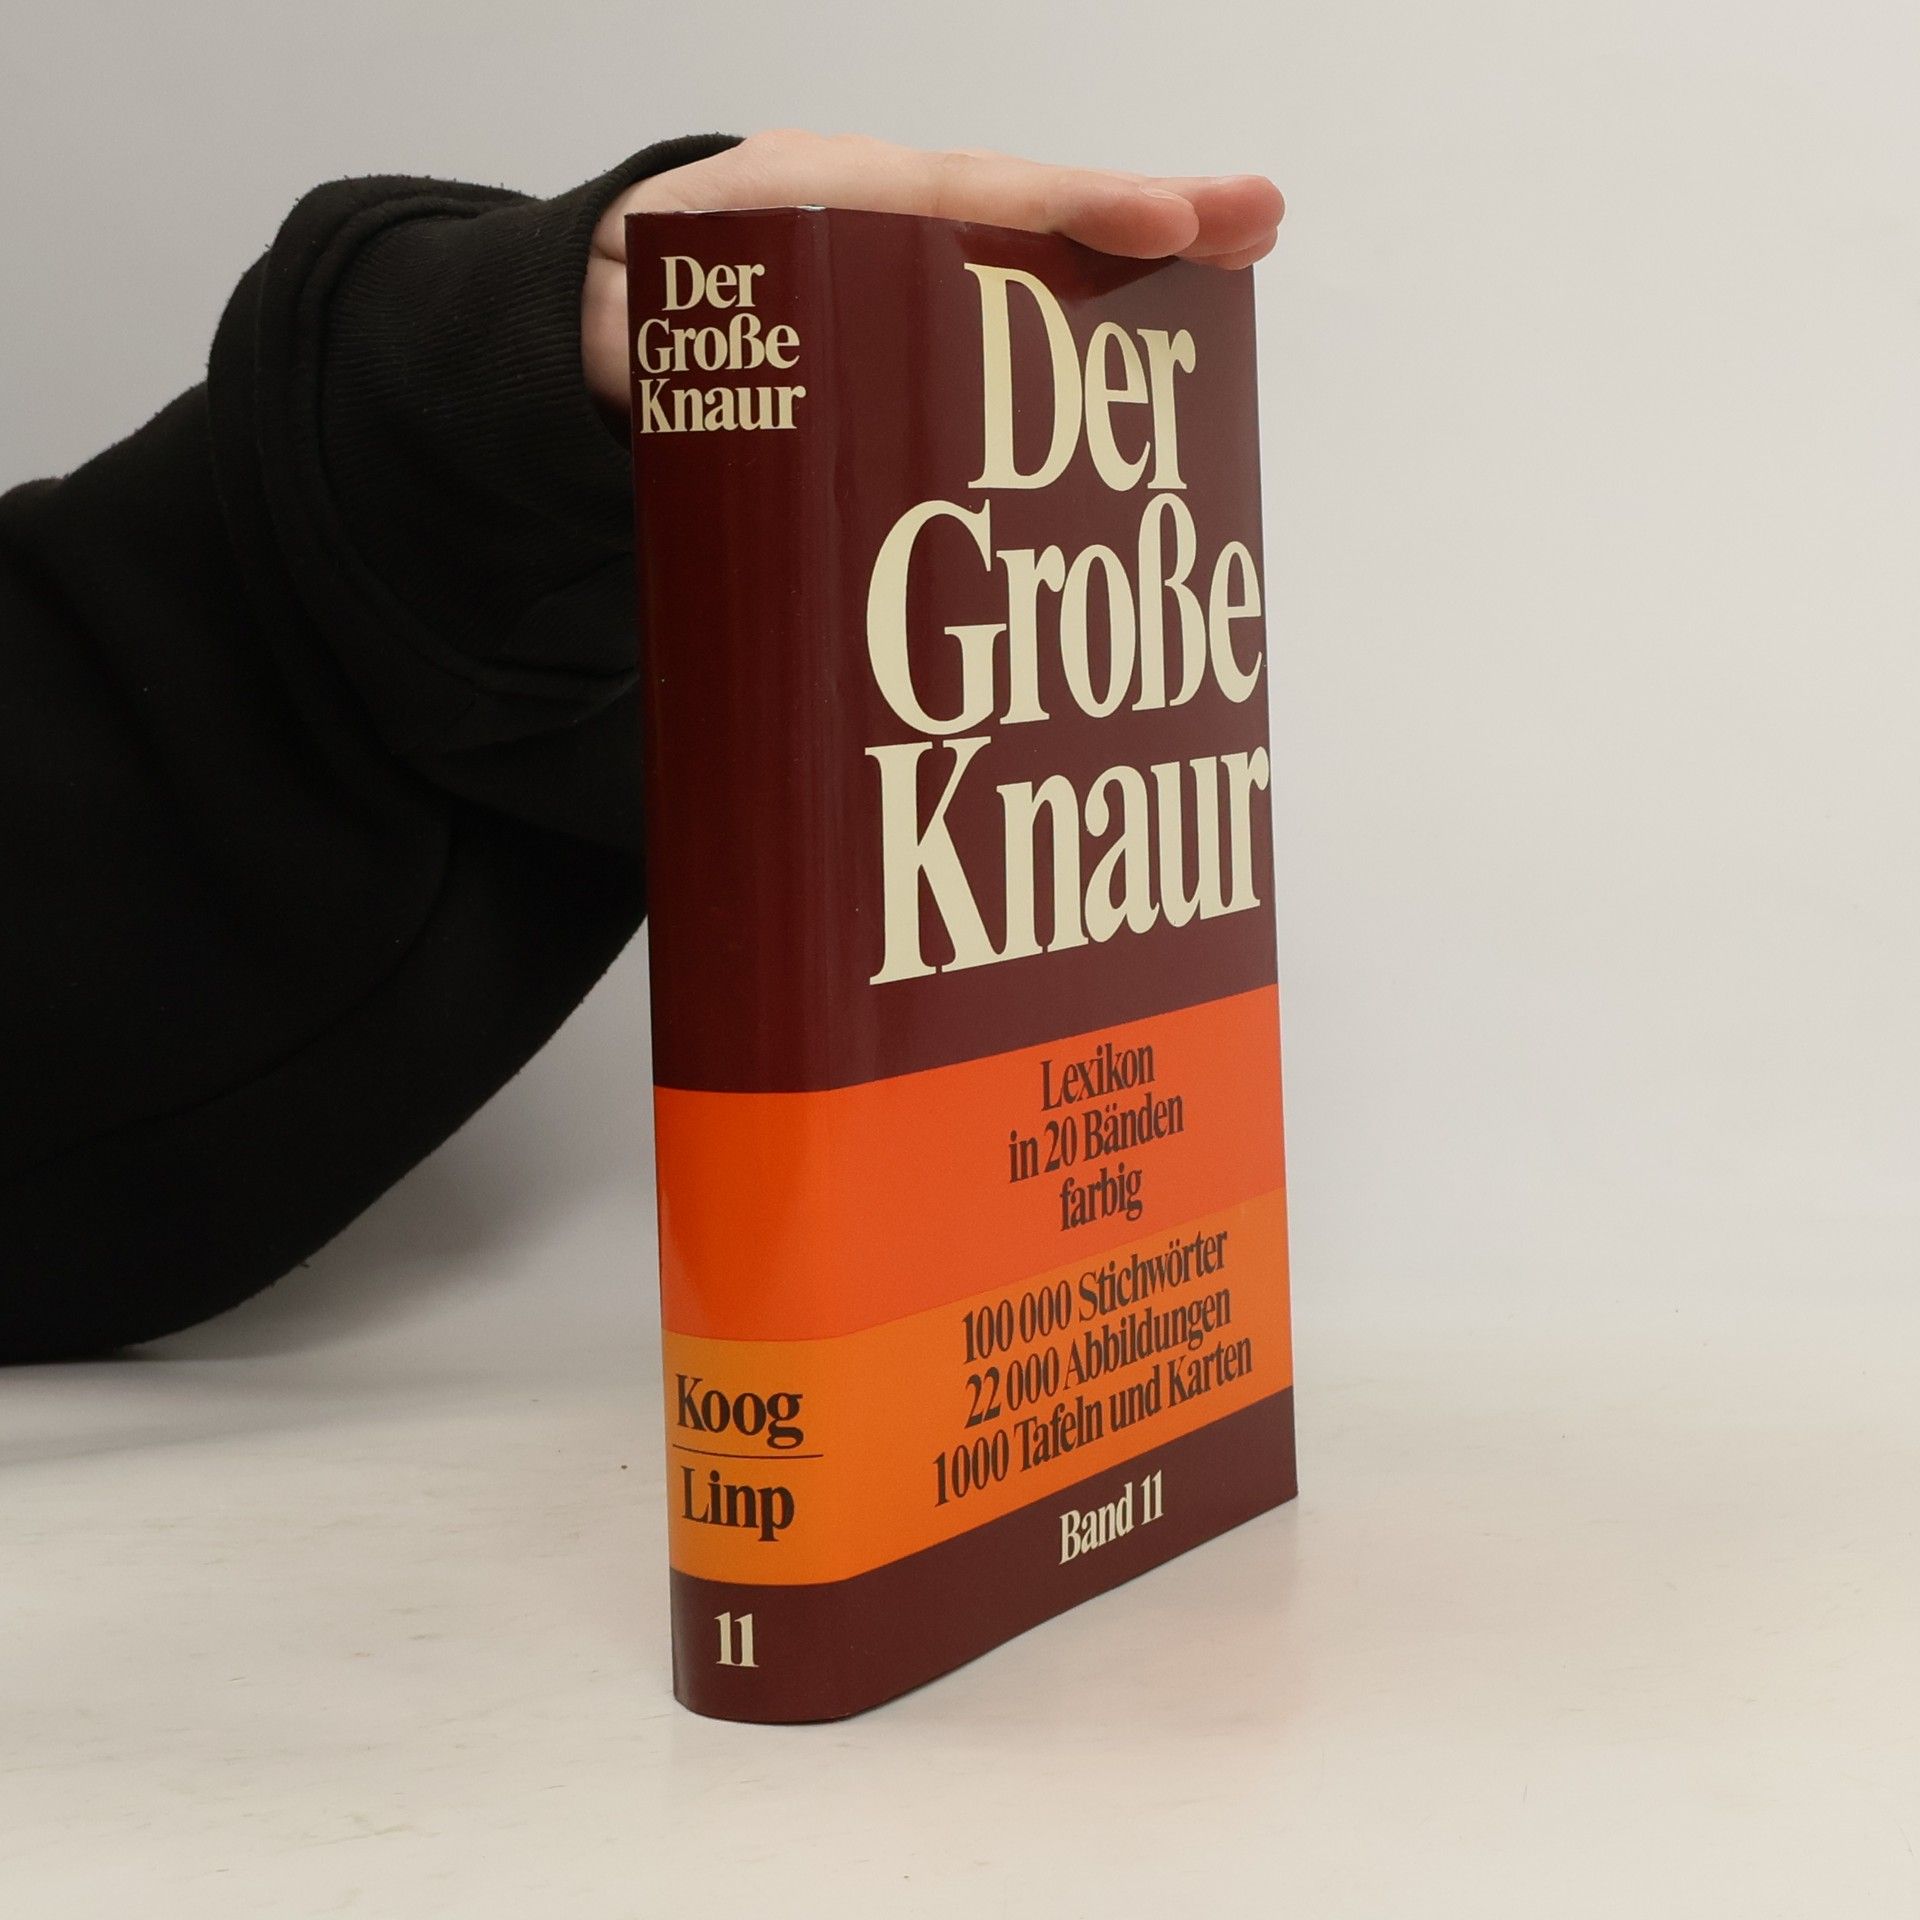 Der
Große
Knaur
Koog
Linp
11
Der
Große
Knaur
Lexikon
in 20 Bänden
farbig
100 000 Stichwörter
22 000 Abbildungen
1000 Tafeln und Karten
Band 11